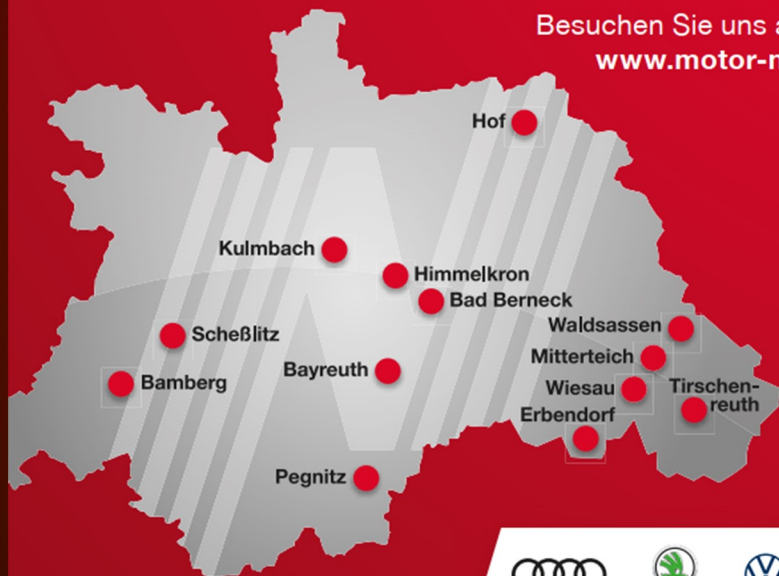 Besuchen Sie uns
www.motor-n
Hof
Kulmbach
Himmelkron
Bad Berneck
Waldsassen
Scheßlitz
Mitterteich
Bayreuth
Bamberg
Wiesau
Tirschen-
reuth
Erbendorf
Pegnitz